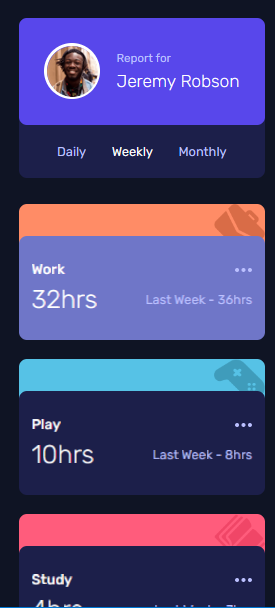 Report for
Jeremy Robson
Daily Weekly Monthly
Work
32hrs Last Week - 36hrs
Play
10hrs Last Week - 8hrs
Study